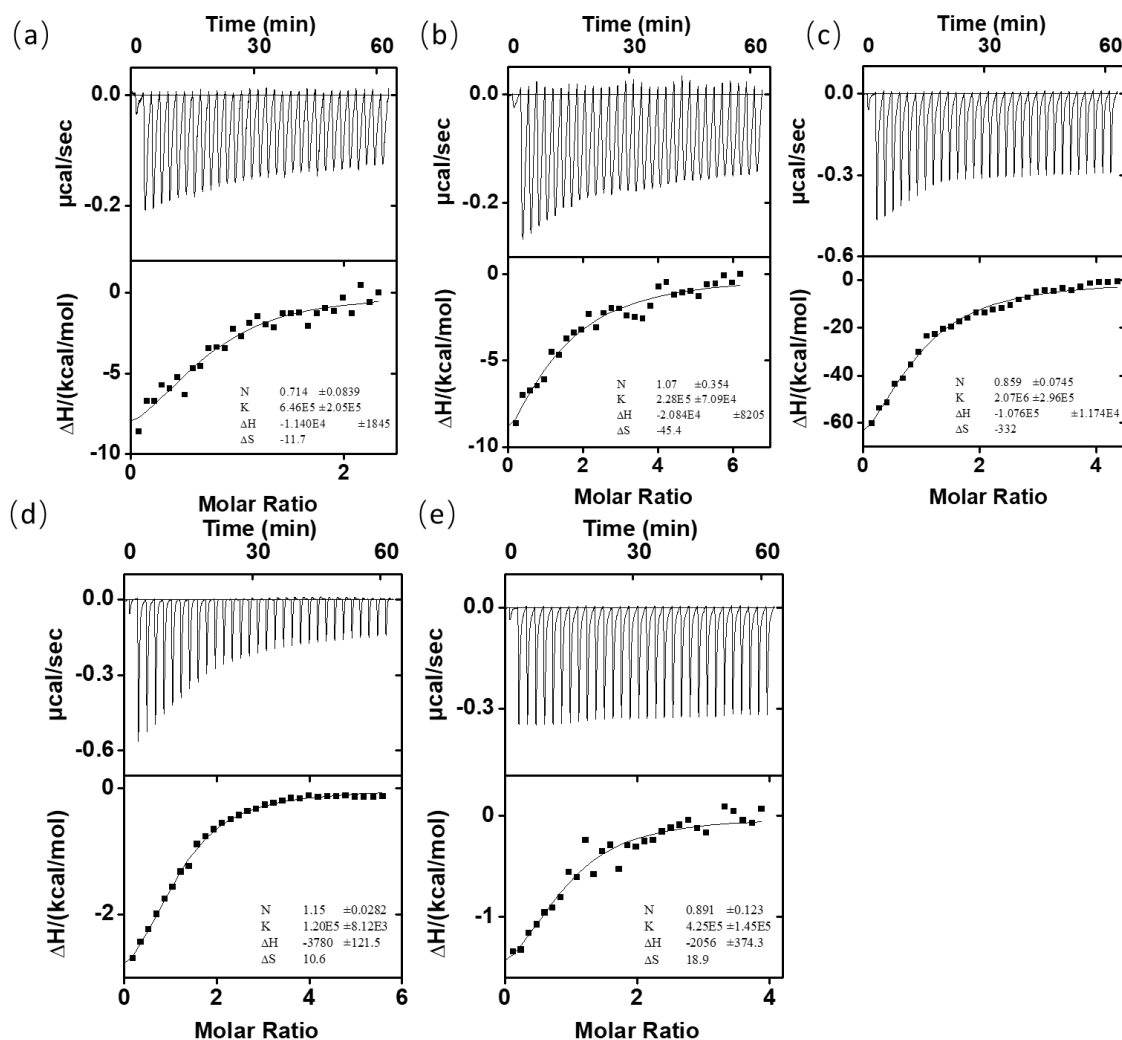 (a)
Time (min)
0 30 60
0.0
-0.2
µcal/sec
0
-5
-10
ΔH/(kcal/mol)
N 0.714 ±0.0839
K 6.46E5 ±2.05E5
ΔH -1.140E4 ±1845
ΔS -11.7
0 2
Molar Ratio
(b)
Time (min)
0 30 60
0.0
-0.2
µcal/sec
0
-5
-10
ΔH/(kcal/mol)
N 1.07 ±0.354
K 2.28E5 ±7.09E4
ΔH -2.084E4 ±8205
ΔS -45.4
0 2 4 6
Molar Ratio
(c)
Time (min)
0 30 60
0.0
-0.3
-0.6
µcal/sec
0
-20
-40
-60
ΔH/(kcal/mol)
N 0.859 ±0.0745
K 2.07E6 ±2.96E5
ΔH -1.076E5 ±1.174E4
ΔS -332
0 2 4
Molar Ratio
(d)
Time (min)
0 30 60
0.0
-0.3
-0.6
µcal/sec
0
-2
ΔH/(kcal/mol)
N 1.15 ±0.0282
K 1.20E5 ±8.12E3
ΔH -3780 ±121.5
ΔS 10.6
0 2 4 6
Molar Ratio
(e)
Time (min)
0 30 60
0.0
-0.3
µcal/sec
0
-1
ΔH/(kcal/mol)
N 0.891 ±0.123
K 4.25E5 ±1.45E5
ΔH -2056 ±374.3
ΔS 18.9
0 2 4
Molar Ratio